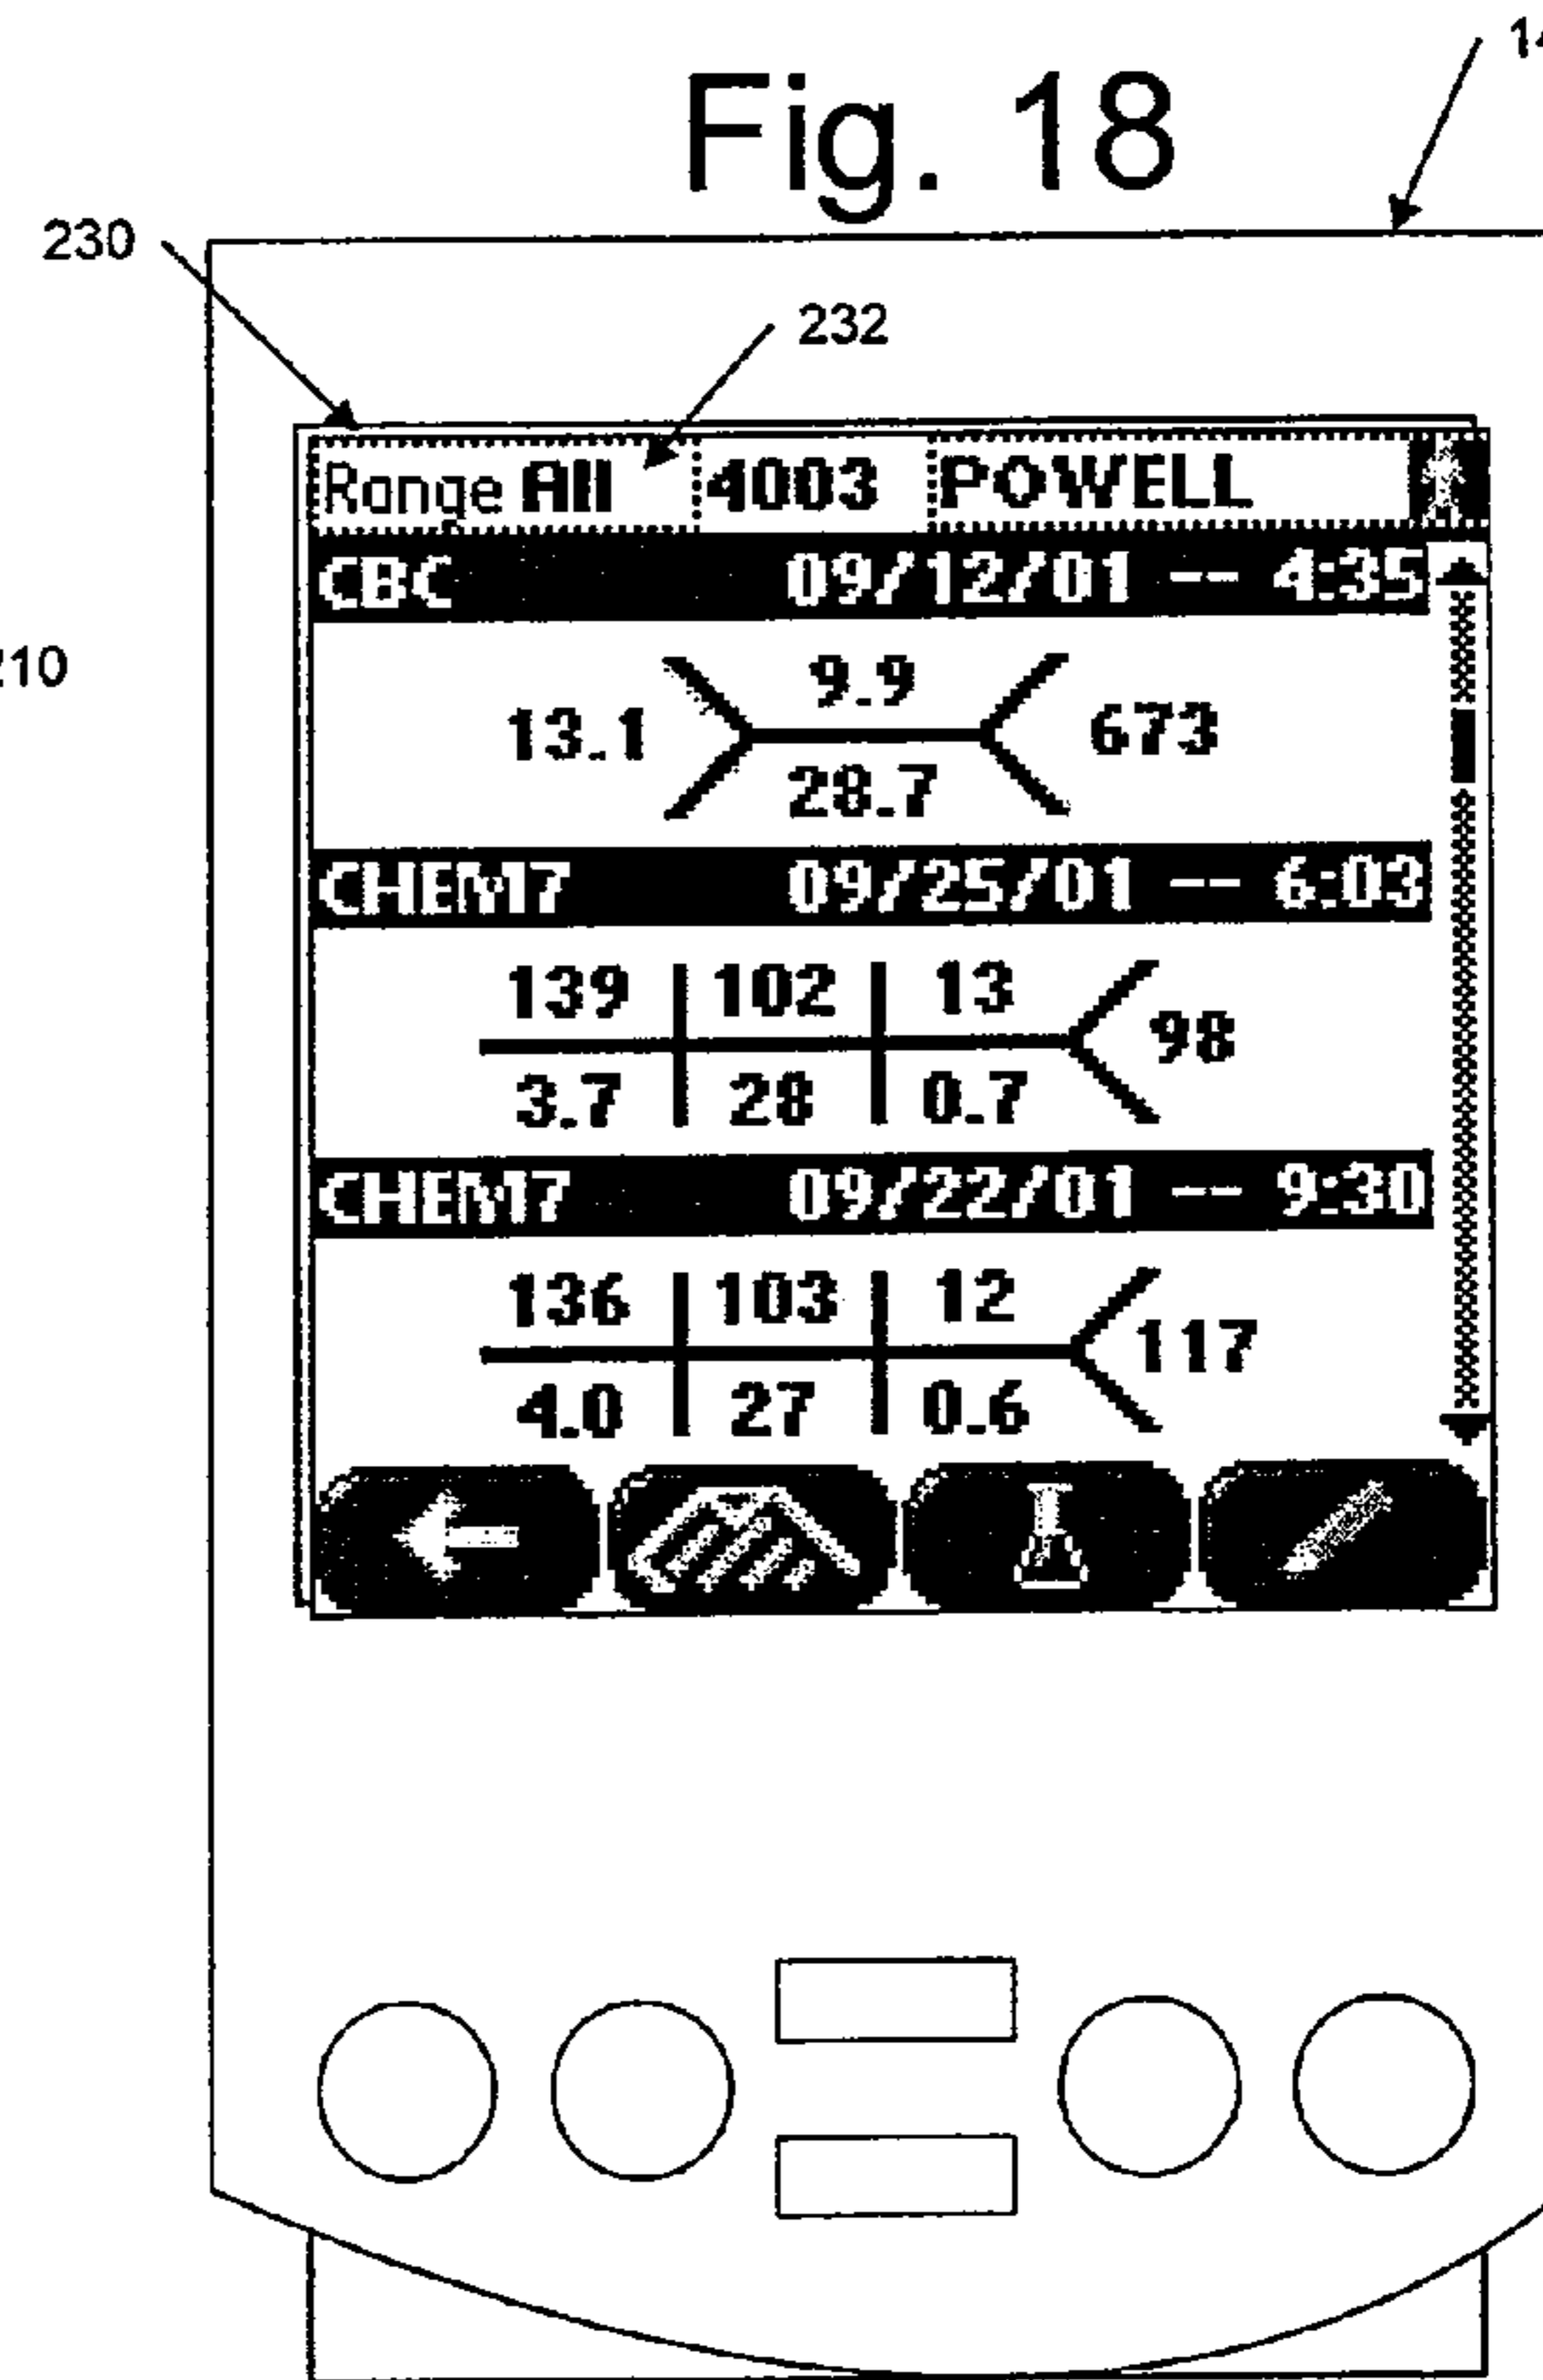 Fig. 18
230
232
Range All 4003 POWELL
CBC 09/12/01 -- 4:35
9.9
13.1 673
28.7
CHEM7 09/25/01 -- 6:03
139 102 13
98
3.7 28 0.7
CHEM7 09/22/01 -- 9:30
136 103 12
117
4.0 27 0.6